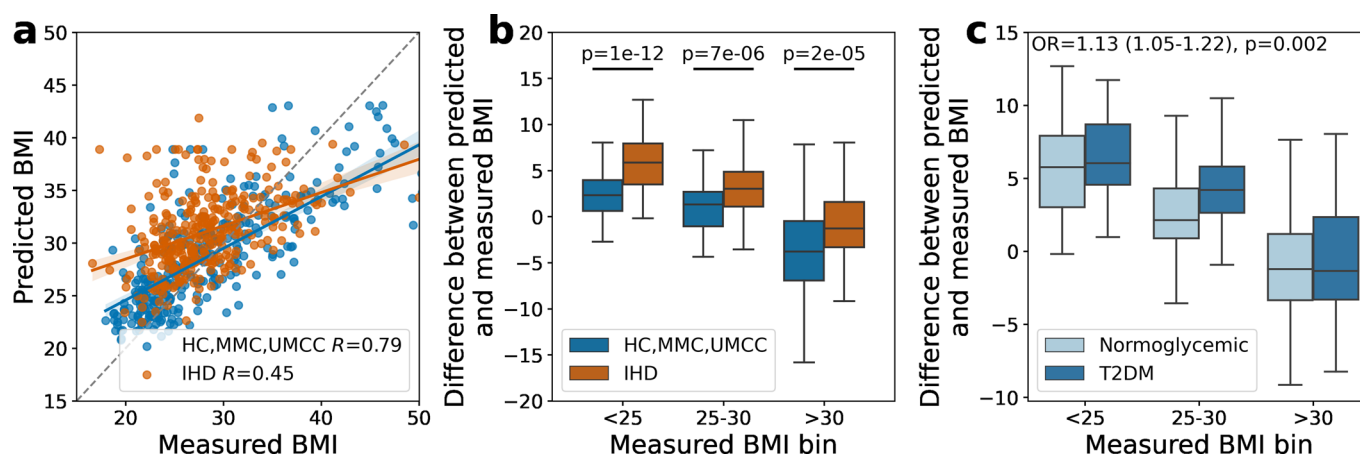 a
Predicted BMI
50
45
40
35
30
25
20
15
20
30
40
50
HC,MMC,UMCC R=0.79
IHD R=0.45
Measured BMI
b
Difference between predicted
and measured BMI
20
15
10
5
0
−5
−10
−15
−20
p=1e-12
p=7e-06
p=2e-05
HC,MMC,UMCC
IHD
<25
25-30
>30
Measured BMI bin
c
Difference between predicted
and measured BMI
15
10
5
0
−5
−10
OR=1.13 (1.05-1.22), p=0.002
Normoglycemic
T2DM
<25
25-30
>30
Measured BMI bin